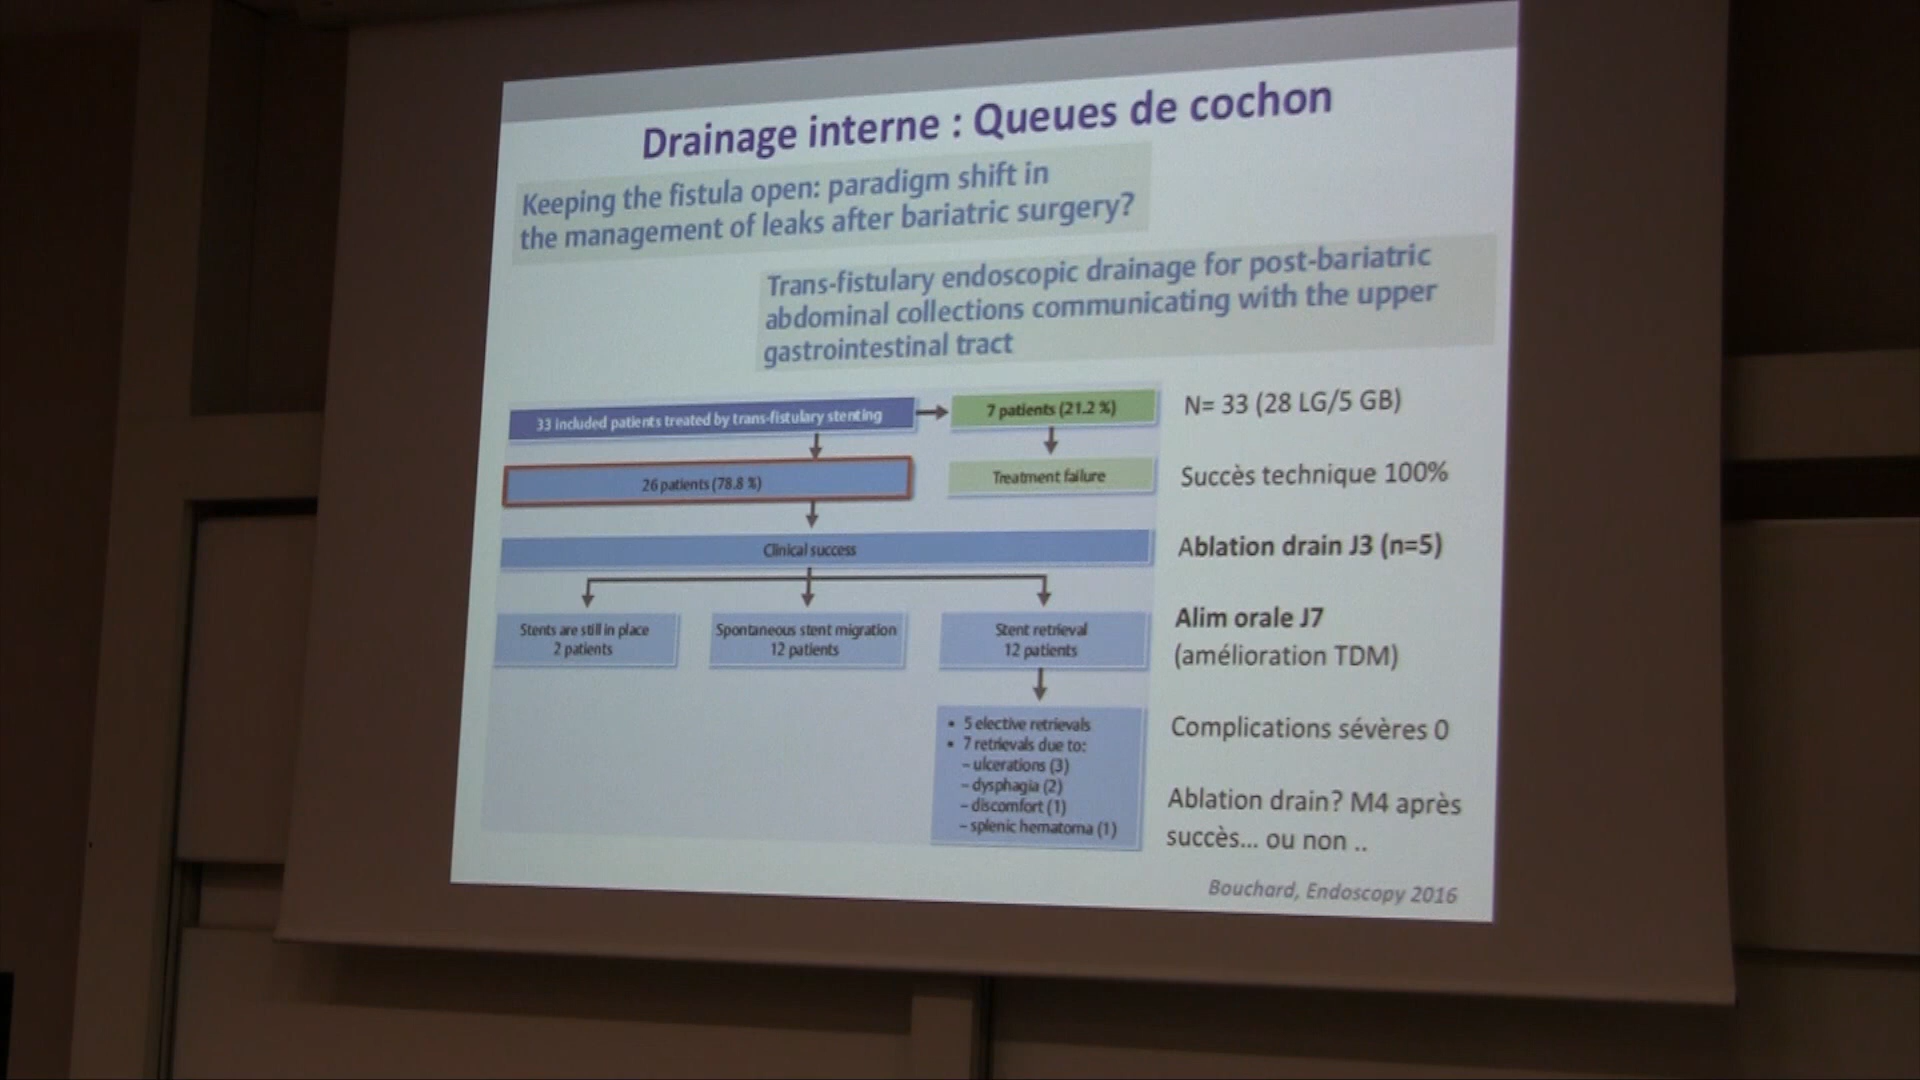 Drainage interne : Queues de cochon
Keeping the fistula open: paradigm shift in
the management of leaks after bariatric surgery?
Trans-fistulary endoscopic drainage for post-bariatric
abdominal collections communicating with the upper
gastrointestinal tract
33 included patients treated by trans-fistulary stenting
7 patients (21.2 %)
26 patients (78.8 %)
Treatment failure
Clinical success
Stents are still in place
2 patients
Spontaneous stent migration
12 patients
Stent retrieval
12 patients
• 5 elective retrievals
• 7 retrievals due to:
– ulcerations (3)
– dysphagia (2)
– discomfort (1)
– splenic hematoma (1)
N= 33 (28 LG/5 GB)
Succès technique 100%
Ablation drain J3 (n=5)
Alim orale J7
(amélioration TDM)
Complications sévères 0
Ablation drain? M4 après
succès... ou non ..
Bouchard, Endoscopy 2016